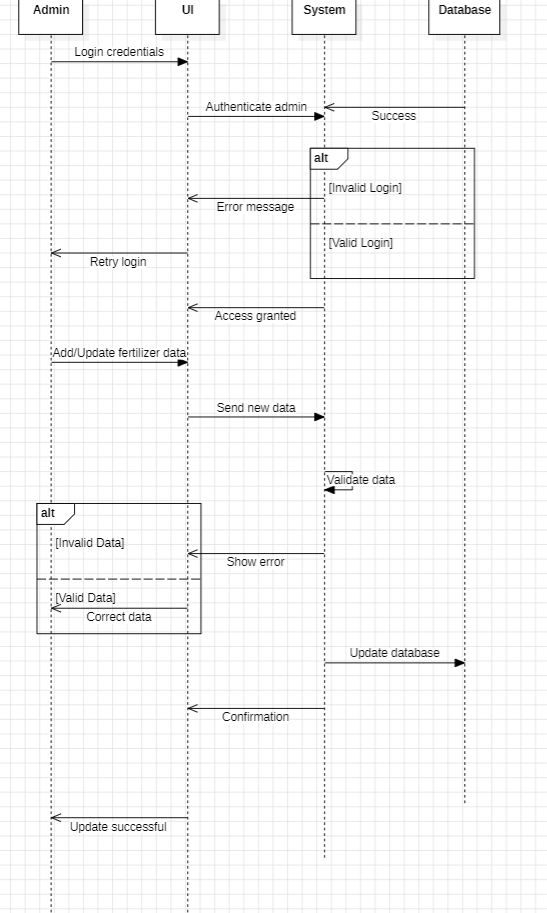 Admin UI System Database
Login credentials
Authenticate admin
Success
alt
[Invalid Login]
Error message
[Valid Login]
Retry login
Access granted
Add/Update fertilizer data
Send new data
Validate data
alt
[Invalid Data]
Show error
[Valid Data]
Correct data
Update database
Confirmation
Update successful